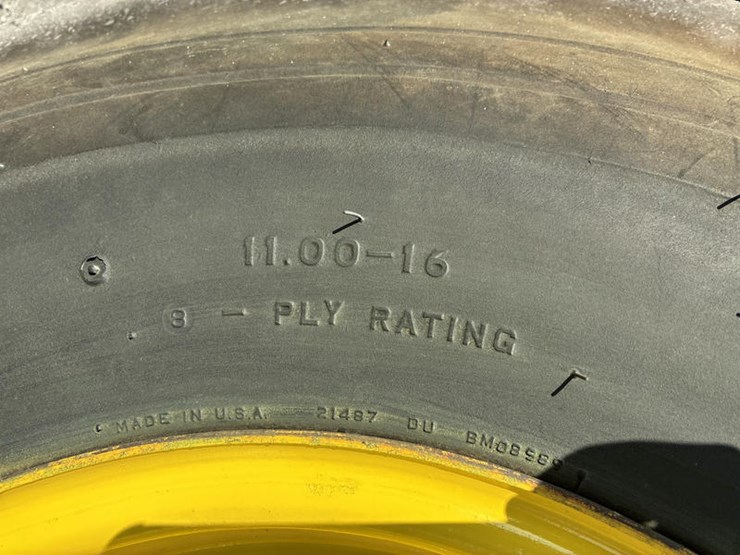 11.00-16
8 - PLY RATING
MADE IN U.S.A. 21487 DU